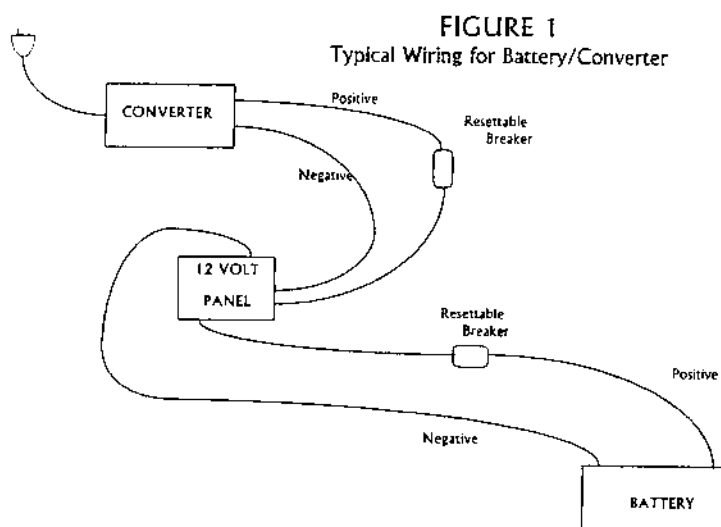 FIGURE 1
Typical Wiring for Battery/Converter
CONVERTER
Positive
Resettable
Breaker
Negative
12 VOLT
PANEL
Resettable
Breaker
Positive
Negative
BATTERY